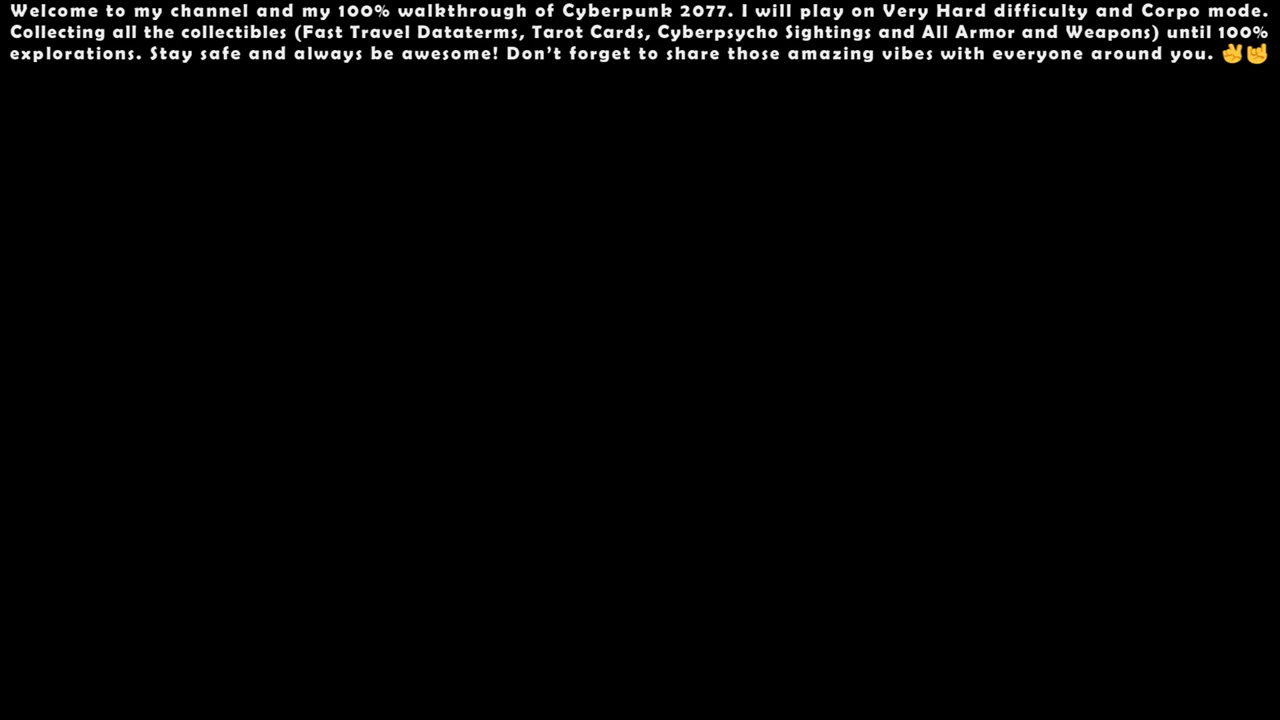 Welcome to my channel and my 100% walkthrough of Cyberpunk 2077. I will play on Very Hard difficulty and Corpo mode.
Collecting all the collectibles (Fast Travel Dataterms, Tarot Cards, Cyberpsycho Sightings and All Armor and Weapons) until 100%
explorations. Stay safe and always be awesome! Don’t forget to share those amazing vibes with everyone around you. ✌️🤘